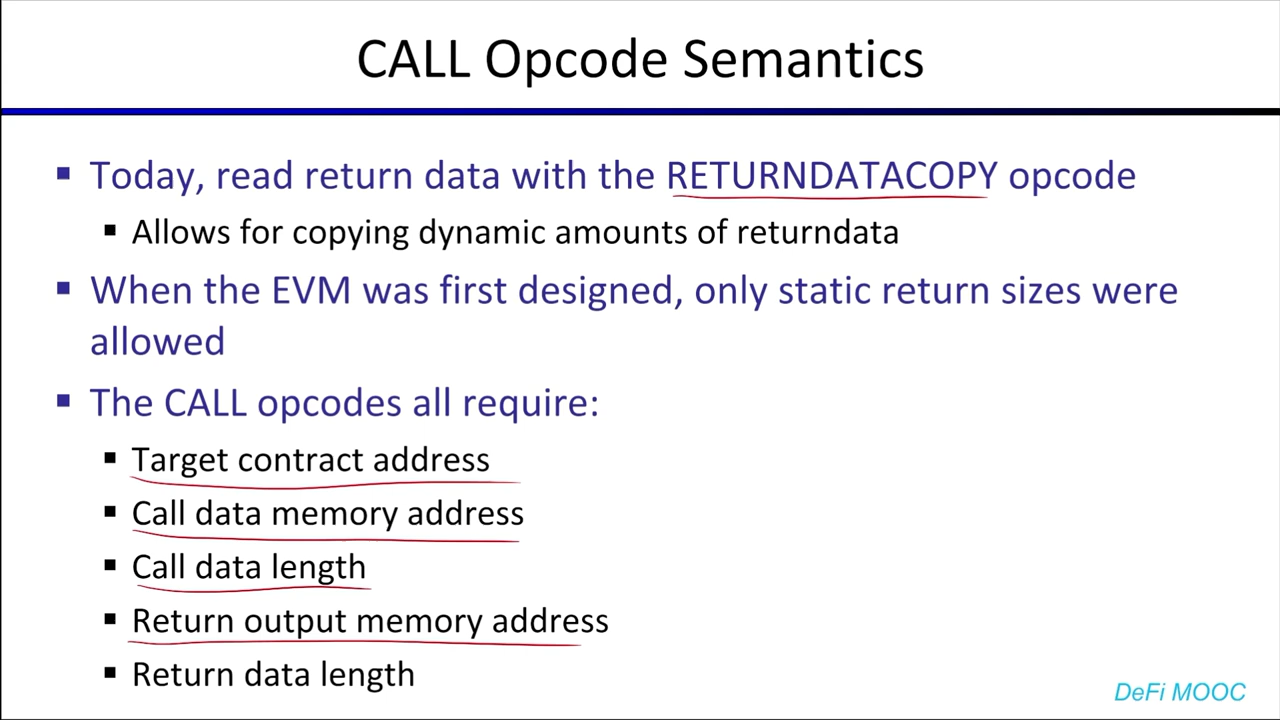 CALL Opcode Semantics
▪ Today, read return data with the RETURNDATACOPY opcode
▪ Allows for copying dynamic amounts of returndata
▪ When the EVM was first designed, only static return sizes were
allowed
▪ The CALL opcodes all require:
▪ Target contract address
▪ Call data memory address
▪ Call data length
▪ Return output memory address
▪ Return data length
DeFi MOOC